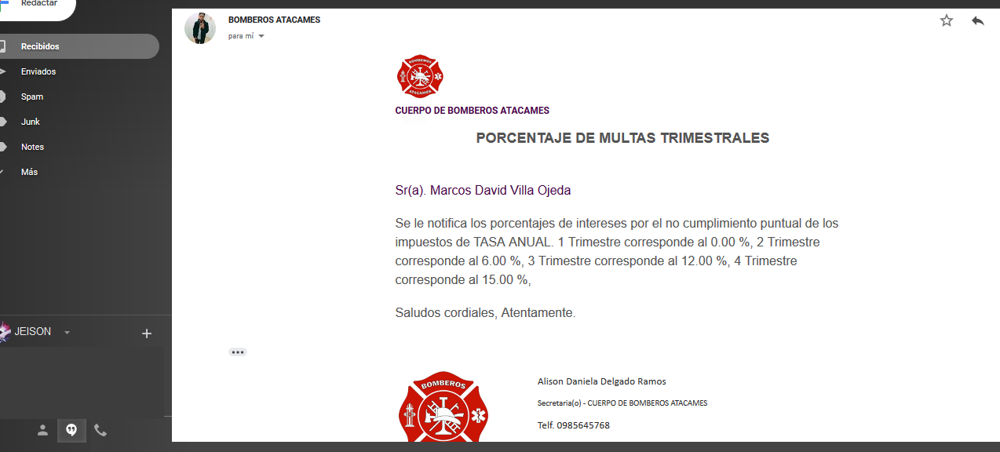 Redactar
Recibidos
Enviados
Spam
Junk
Notes
Más
JEISON
BOMBEROS ATACAMES
para mí
BOMBEROS
ATACAMES
CUERPO DE BOMBEROS ATACAMES
PORCENTAJE DE MULTAS TRIMESTRALES
Sr(a). Marcos David Villa Ojeda
Se le notifica los porcentajes de intereses por el no cumplimiento puntual de los
impuestos de TASA ANUAL. 1 Trimestre corresponde al 0.00 %, 2 Trimestre
corresponde al 6.00 %, 3 Trimestre corresponde al 12.00 %, 4 Trimestre
corresponde al 15.00 %,
Saludos cordiales, Atentamente.
BOMBEROS
Alison Daniela Delgado Ramos
Secretaria(o) - CUERPO DE BOMBEROS ATACAMES
Telf. 0985645768